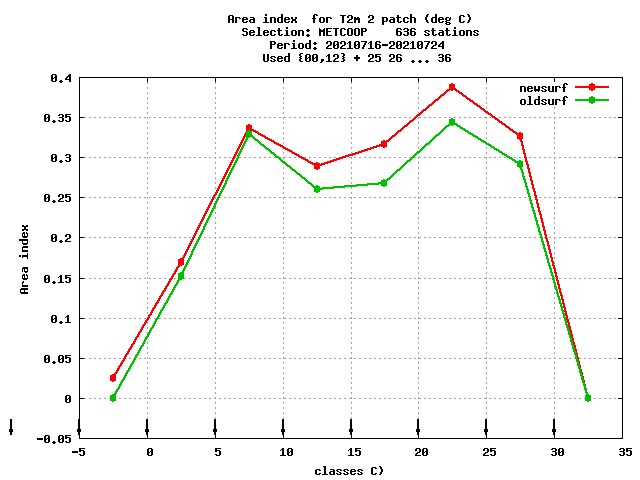 Area index  for T2m 2 patch (deg C)
Selection: METCOOP    636 stations
Period: 20210716-20210724
Used {00,12} + 25 26 ... 36
newsurf
oldsurf
0.4
0.35
0.3
0.25
0.2
0.15
0.1
0.05
0
-0.05
Area index
-5 0 5 10 15 20 25 30 35
classes C)